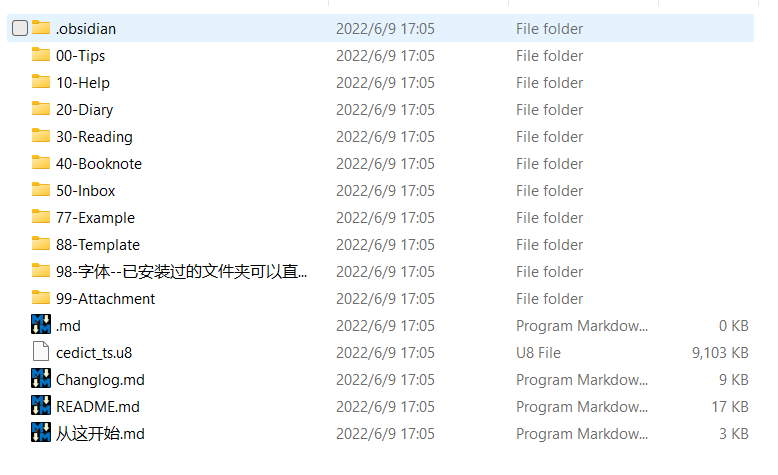 .obsidian 2022/6/9 17:05 File folder
00-Tips 2022/6/9 17:05 File folder
10-Help 2022/6/9 17:05 File folder
20-Diary 2022/6/9 17:05 File folder
30-Reading 2022/6/9 17:05 File folder
40-Booknote 2022/6/9 17:05 File folder
50-Inbox 2022/6/9 17:05 File folder
77-Example 2022/6/9 17:05 File folder
88-Template 2022/6/9 17:05 File folder
98-字体--已安装过的文件夹可以直... 2022/6/9 17:05 File folder
99-Attachment 2022/6/9 17:05 File folder
.md 2022/6/9 17:05 Program Markdow... 0 KB
cedict_ts.u8 2022/6/9 17:05 U8 File 9,103 KB
Changlog.md 2022/6/9 17:05 Program Markdow... 9 KB
README.md 2022/6/9 17:05 Program Markdow... 17 KB
从这开始.md 2022/6/9 17:05 Program Markdow... 3 KB